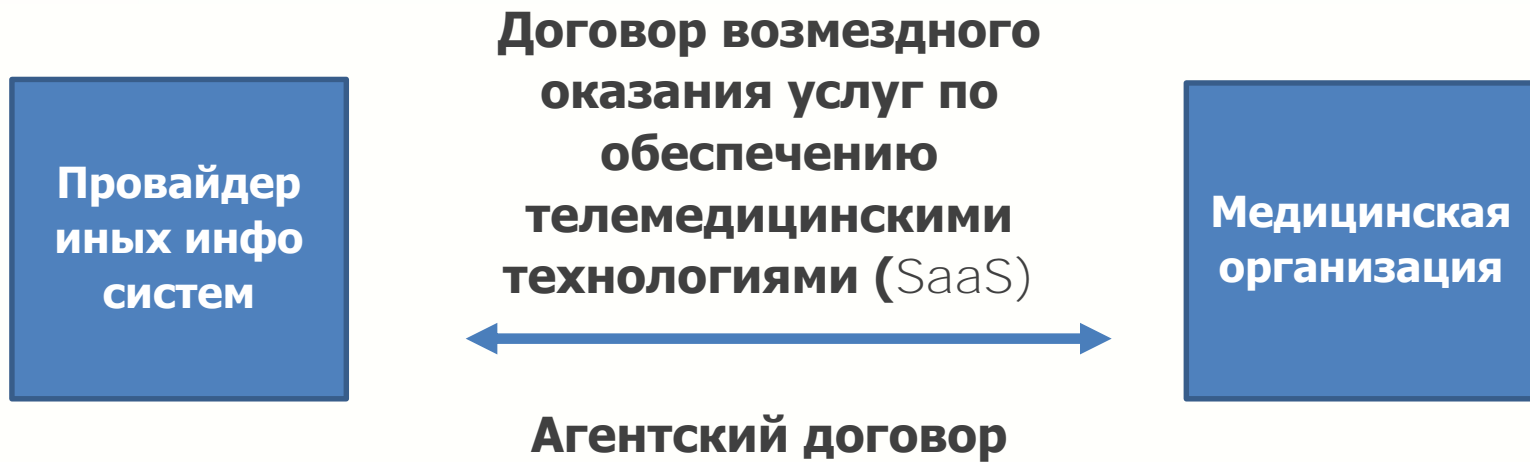 Договор возмездного
оказания услуг по
обеспечению
телемедицинскими
технологиями (SaaS)
Провайдер
иных инфо
систем
Медицинская
организация
Агентский договор